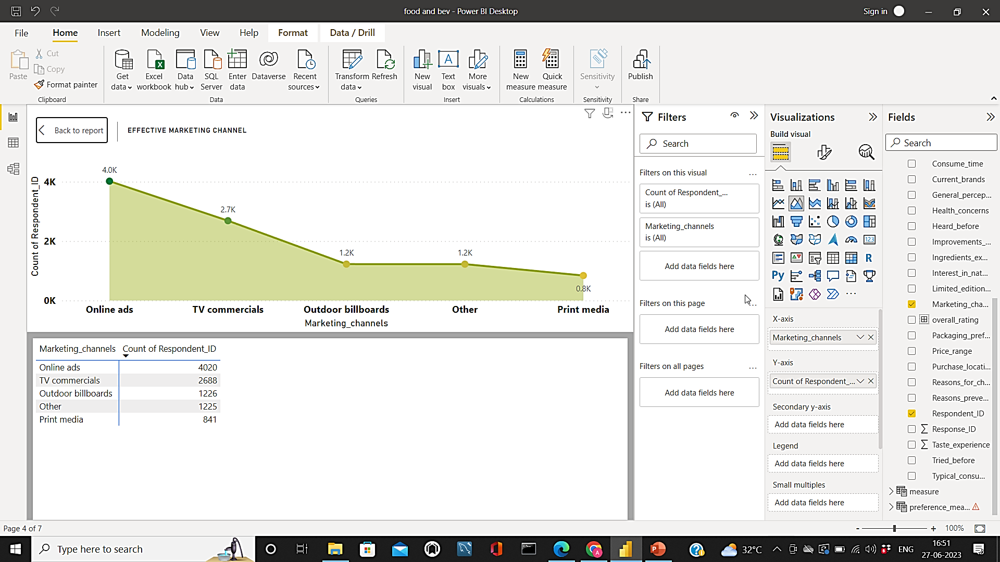 food and bev - Power BI Desktop
Sign in
File Home Insert Modeling View Help Format Data / Drill
Paste
Cut
Copy
Format painter
Clipboard
Get data
Excel workbook
Data hub
SQL Server
Enter data
Dataverse
Recent sources
Data
Transform data
Refresh
Queries
New visual
Text box
More visuals
Insert
New measure
Quick measure
Calculations
Sensitivity
Sensitivity
Publish
Share
Back to report
EFFECTIVE MARKETING CHANNEL
Count of Respondent_ID
4K
2K
0K
4.0K
2.7K
1.2K
1.2K
0.8K
Online ads
TV commercials
Outdoor billboards
Other
Print media
Marketing_channels
Marketing_channels Count of Respondent_ID
Online ads 4020
TV commercials 2688
Outdoor billboards 1226
Other 1225
Print media 841
Filters
Search
Filters on this visual ...
Count of Respondent_...
is (All)
Marketing_channels
is (All)
Add data fields here
Filters on this page ...
Add data fields here
Filters on all pages ...
Add data fields here
Visualizations
Build visual
123
R
Py
...
X-axis
Marketing_channels
Y-axis
Count of Respondent_...
Secondary y-axis
Add data fields here
Legend
Add data fields here
Small multiples
Add data fields here
Fields
Search
Consume_time
Current_brands
General_percep...
Health_concerns
Heard_before
Improvements_...
Ingredients_ex...
Interest_in_nat...
Limited_edition...
Marketing_cha...
overall_rating
Packaging_pref...
Price_range
Purchase_locati...
Reasons_for_ch...
Reasons_preve...
Respondent_ID
Response_ID
Taste_experience
Tried_before
Typical_consu...
measure
preference_mea...
Page 4 of 7
- + 100%
Type here to search
32°C
ENG
16:51
27-06-2023